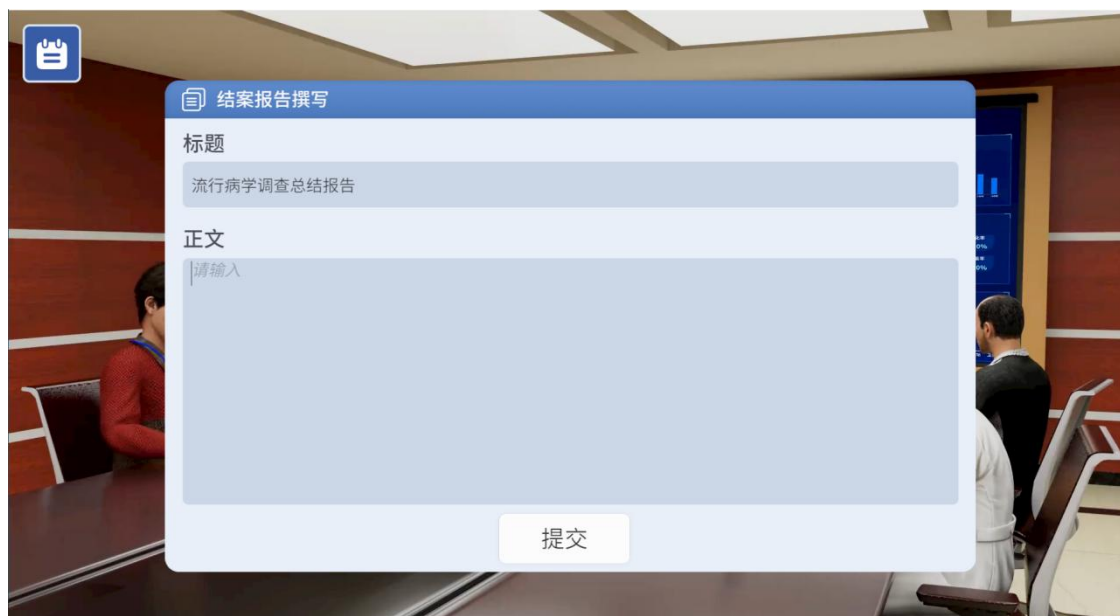 结案报告撰写
标题
流行病学调查总结报告
正文
请输入
提交